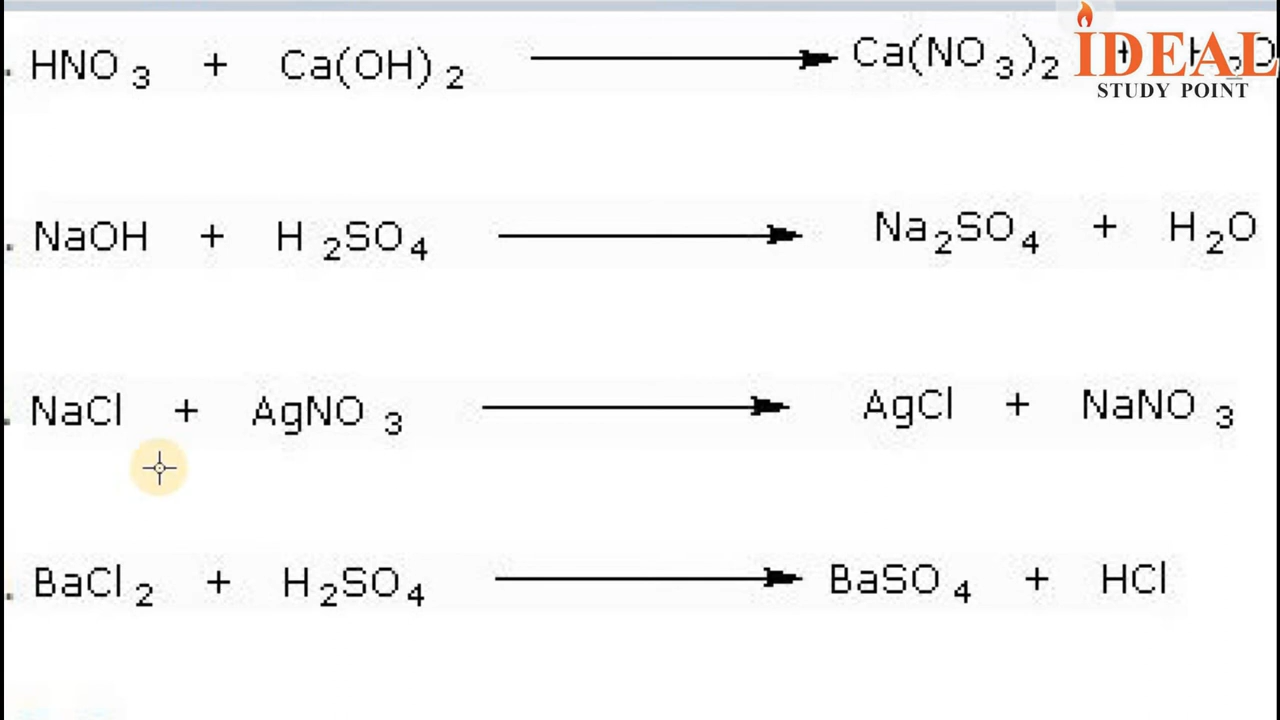 . HNO₃ + Ca(OH)₂ ⟶ Ca(NO₃)₂ + H₂O
IDEAL
STUDY POINT
. NaOH + H₂SO₄ ⟶ Na₂SO₄ + H₂O
. NaCl + AgNO₃ ⟶ AgCl + NaNO₃
. BaCl₂ + H₂SO₄ ⟶ BaSO₄ + HCl